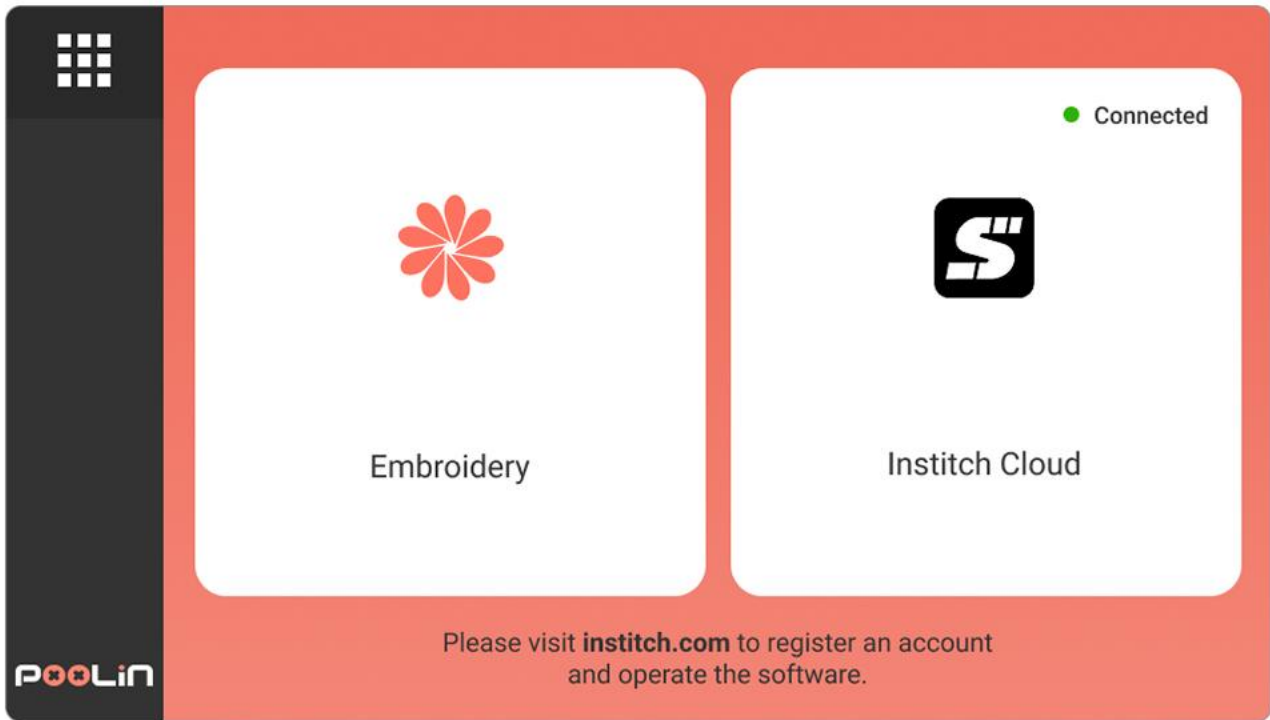 Connected
Embroidery
Institch Cloud
Please visit institch.com to register an account
and operate the software.
POOLiN